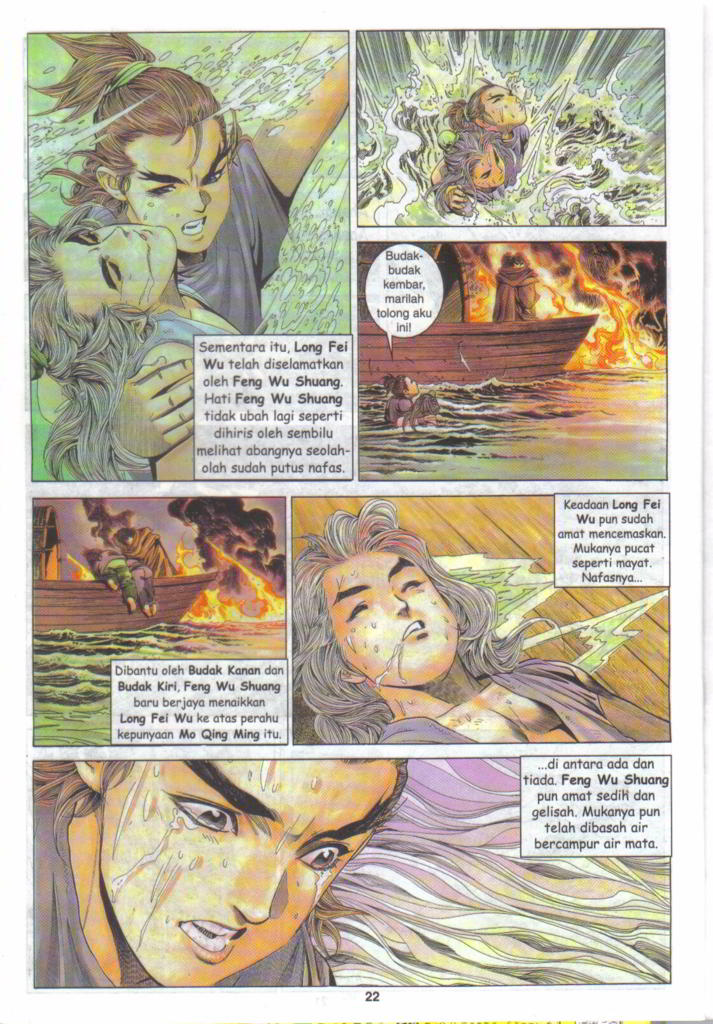 Sementara itu, Long Fei
Wu telah diselamatkan
oleh Feng Wu Shuang.
Hati Feng Wu Shuang
tidak ubah lagi seperti
dihiris oleh sembilu
melihat abangnya seolah-
olah sudah putus nafas.
Budak-
budak
kembar,
marilah
tolong aku
ini!
Dibantu oleh Budak Kanan dan
Budak Kiri, Feng Wu Shuang
baru berjaya menaikkan
Long Fei Wu ke atas perahu
kepunyaan Mo Qing Ming itu.
Keadaan Long Fei
Wu pun sudah
amat mencemaskan.
Mukanya pucat
seperti mayat.
Nafasnya...
...di antara ada dan
tiada. Feng Wu Shuang
pun amat sedih dan
gelisah. Mukanya pun
telah dibasah air
bercampur air mata.
22